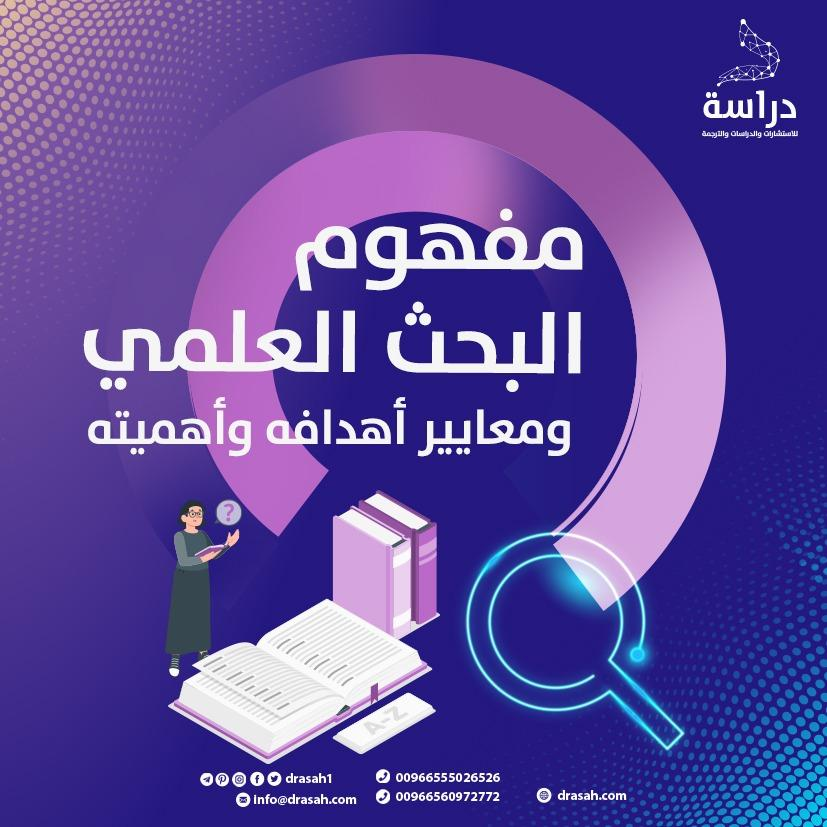 دراسة
للاستشارات والدراسات والترجمة
مفهوم
البحث العلمي
ومعايير أهدافه وأهميته
?
A-Z
drasah1
00966555026526
info@drasah.com
00966560972772
drasah.com